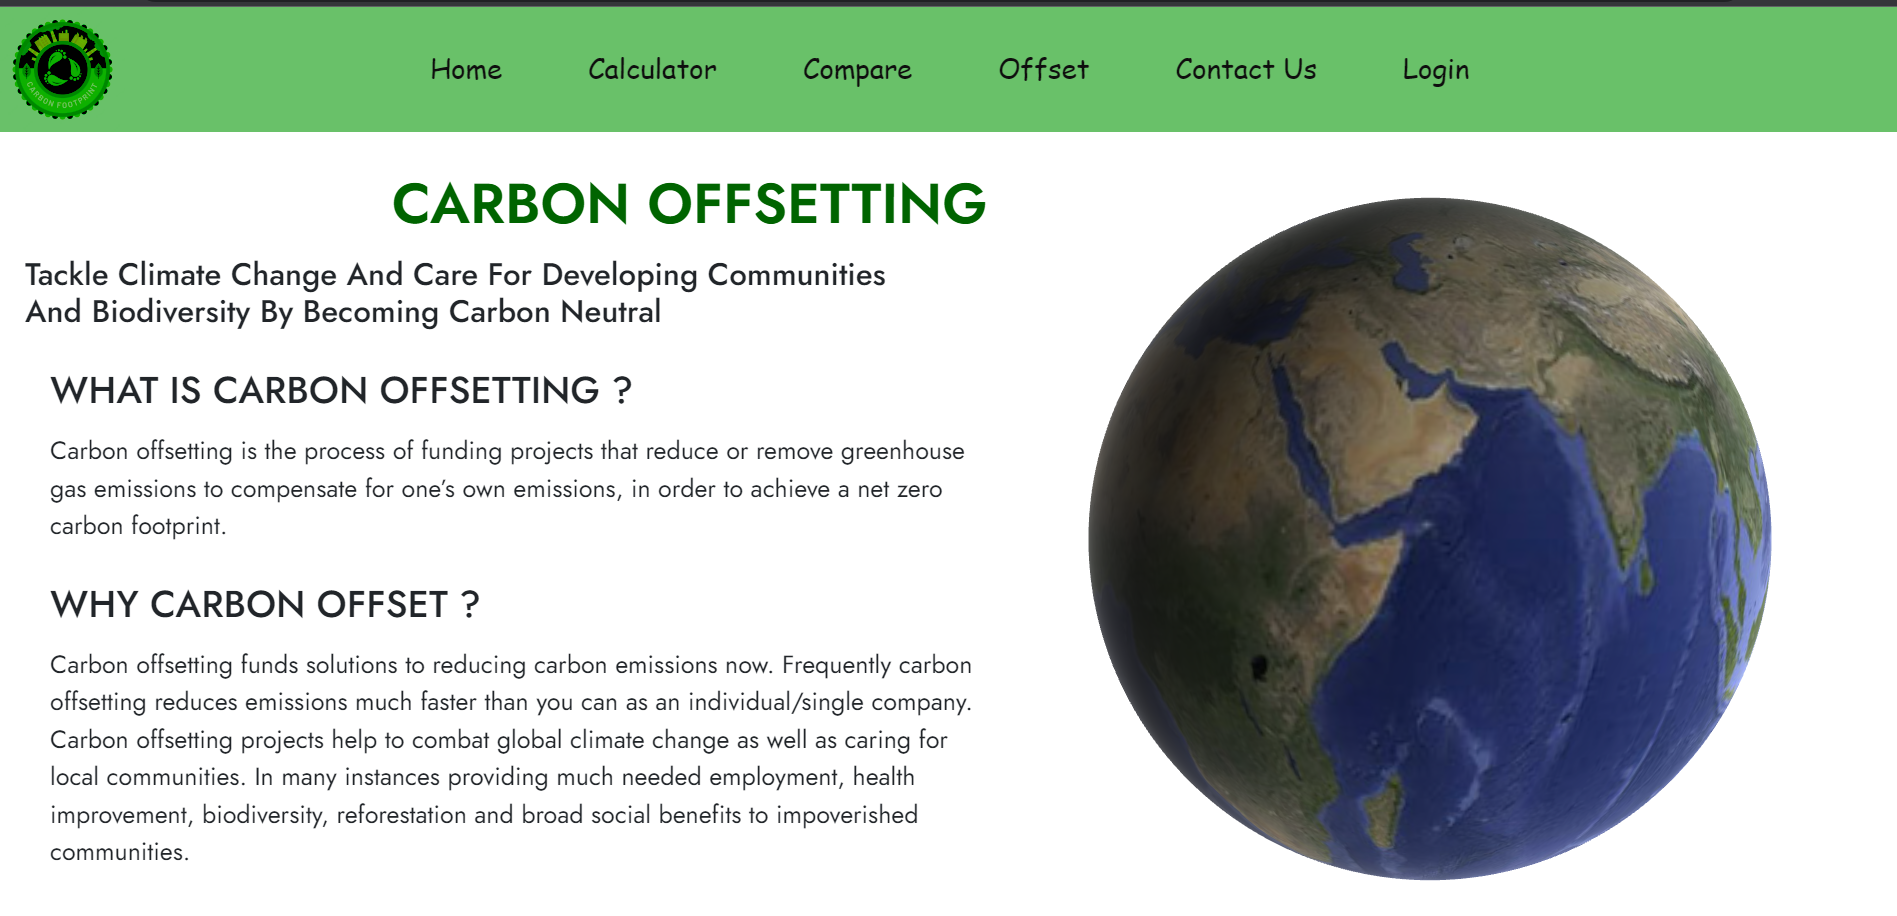 CARBON FOOTPRINT
Home Calculator Compare Offset Contact Us Login
CARBON OFFSETTING
Tackle Climate Change And Care For Developing Communities
And Biodiversity By Becoming Carbon Neutral
WHAT IS CARBON OFFSETTING ?
Carbon offsetting is the process of funding projects that reduce or remove greenhouse
gas emissions to compensate for one’s own emissions, in order to achieve a net zero
carbon footprint.
WHY CARBON OFFSET ?
Carbon offsetting funds solutions to reducing carbon emissions now. Frequently carbon
offsetting reduces emissions much faster than you can as an individual/single company.
Carbon offsetting projects help to combat global climate change as well as caring for
local communities. In many instances providing much needed employment, health
improvement, biodiversity, reforestation and broad social benefits to impoverished
communities.